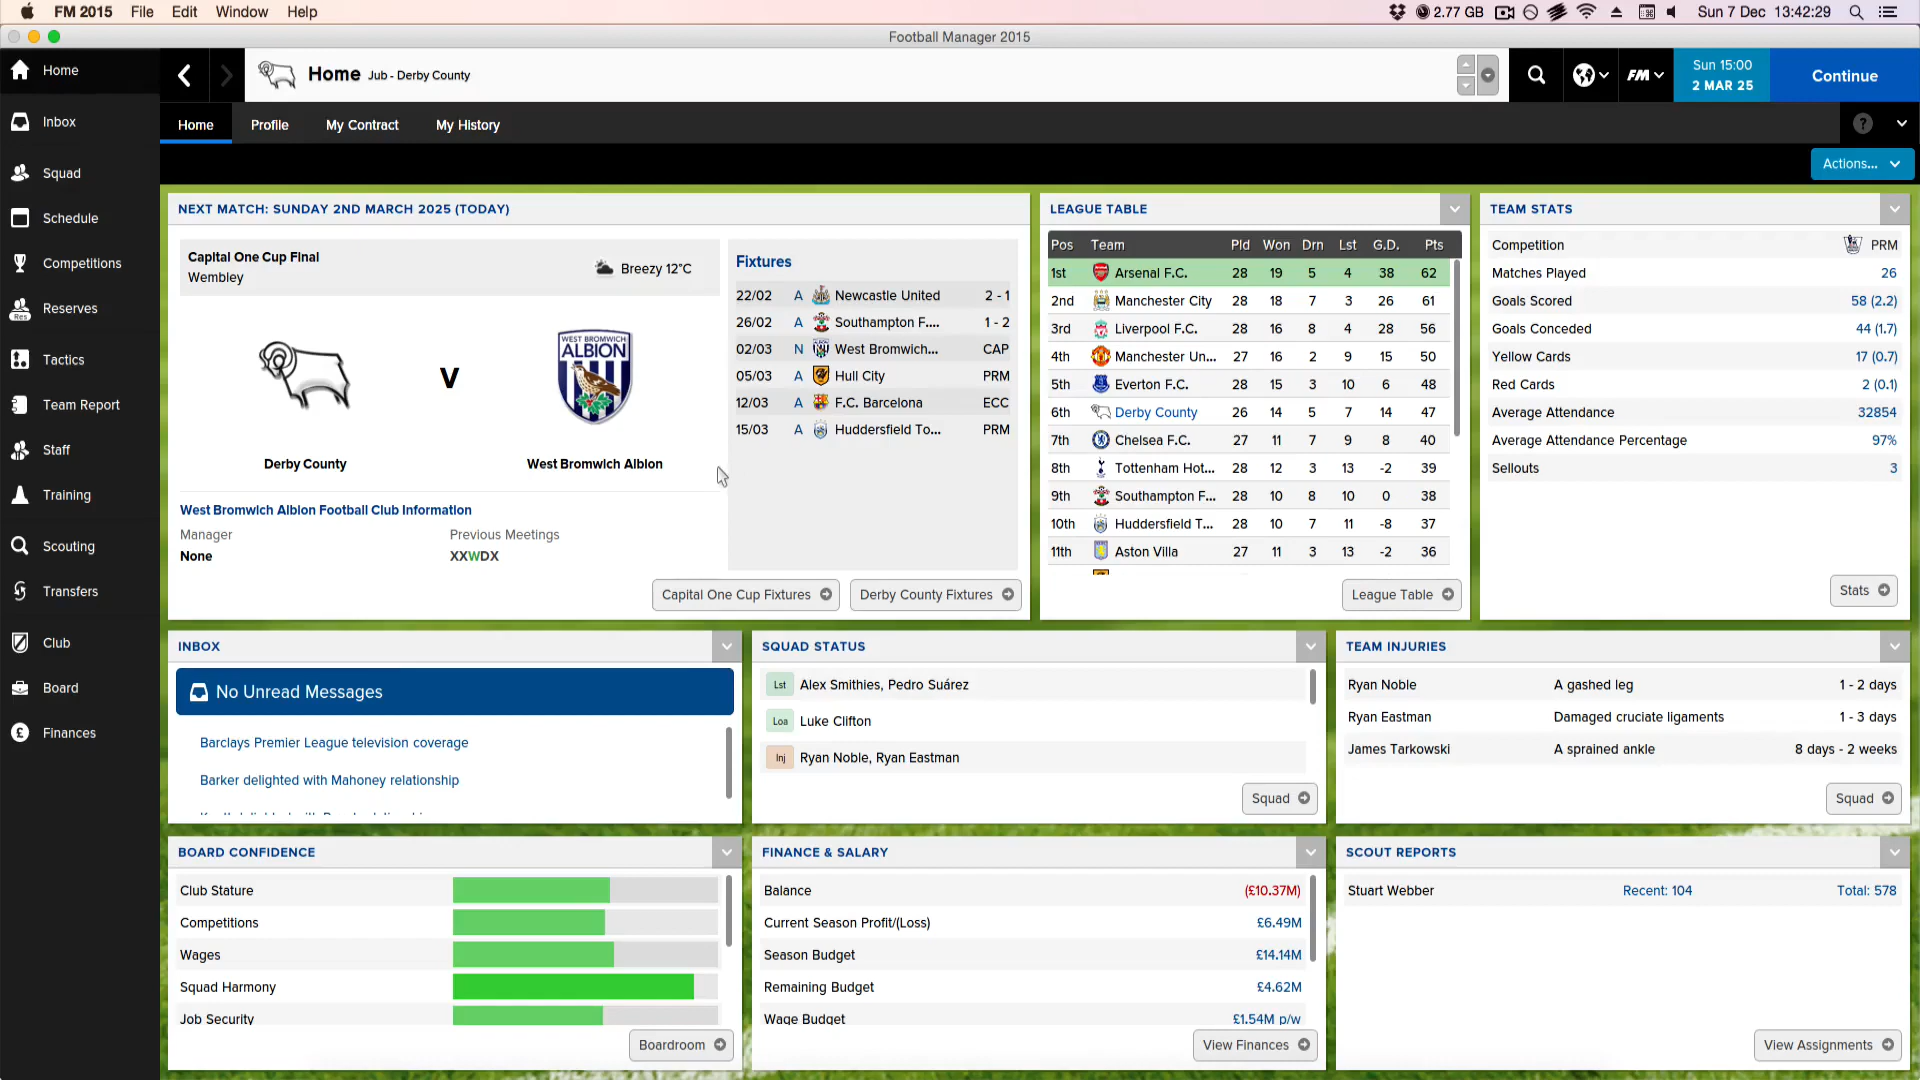 FM 2015 File Edit Window Help 2.77 GB Sun 7 Dec 13:42:29
Football Manager 2015
Home
Inbox
Squad
Schedule
Competitions
Reserves
Tactics
Team Report
Staff
Training
Scouting
Transfers
Club
Board
Finances
Home Jub - Derby County
FM
Sun 15:00
2 MAR 25
Continue
Home Profile My Contract My History
?
Actions...
NEXT MATCH: SUNDAY 2ND MARCH 2025 (TODAY)
Capital One Cup Final
Wembley
Breezy 12°C
V
WEST BROMWICH
ALBION
Derby County
West Bromwich Albion
West Bromwich Albion Football Club Information
Manager Previous Meetings
None XXWDX
Fixtures
22/02 A Newcastle United 2 - 1
26/02 A Southampton F.... 1 - 2
02/03 N West Bromwich... CAP
05/03 A Hull City PRM
12/03 A F.C. Barcelona ECC
15/03 A Huddersfield To... PRM
Capital One Cup Fixtures
Derby County Fixtures
LEAGUE TABLE
Pos Team Pld Won Drn Lst G.D. Pts
1st Arsenal F.C. 28 19 5 4 38 62
2nd Manchester City 28 18 7 3 26 61
3rd Liverpool F.C. 28 16 8 4 28 56
4th Manchester Un... 27 16 2 9 15 50
5th Everton F.C. 28 15 3 10 6 48
6th Derby County 26 14 5 7 14 47
7th Chelsea F.C. 27 11 7 9 8 40
8th Tottenham Hot... 28 12 3 13 -2 39
9th Southampton F... 28 10 8 10 0 38
10th Huddersfield T... 28 10 7 11 -8 37
11th Aston Villa 27 11 3 13 -2 36
League Table
TEAM STATS
Competition PRM
Matches Played 26
Goals Scored 58 (2.2)
Goals Conceded 44 (1.7)
Yellow Cards 17 (0.7)
Red Cards 2 (0.1)
Average Attendance 32854
Average Attendance Percentage 97%
Sellouts 3
Stats
INBOX
No Unread Messages
Barclays Premier League television coverage
Barker delighted with Mahoney relationship
SQUAD STATUS
Lst Alex Smithies, Pedro Suárez
Loa Luke Clifton
Inj Ryan Noble, Ryan Eastman
Squad
TEAM INJURIES
Ryan Noble A gashed leg 1 - 2 days
Ryan Eastman Damaged cruciate ligaments 1 - 3 days
James Tarkowski A sprained ankle 8 days - 2 weeks
Squad
BOARD CONFIDENCE
Club Stature
Competitions
Wages
Squad Harmony
Job Security
Boardroom
FINANCE & SALARY
Balance (£10.37M)
Current Season Profit/(Loss) £6.49M
Season Budget £14.14M
Remaining Budget £4.62M
Wage Budget £1.54M p/w
View Finances
SCOUT REPORTS
Stuart Webber Recent: 104 Total: 578
View Assignments